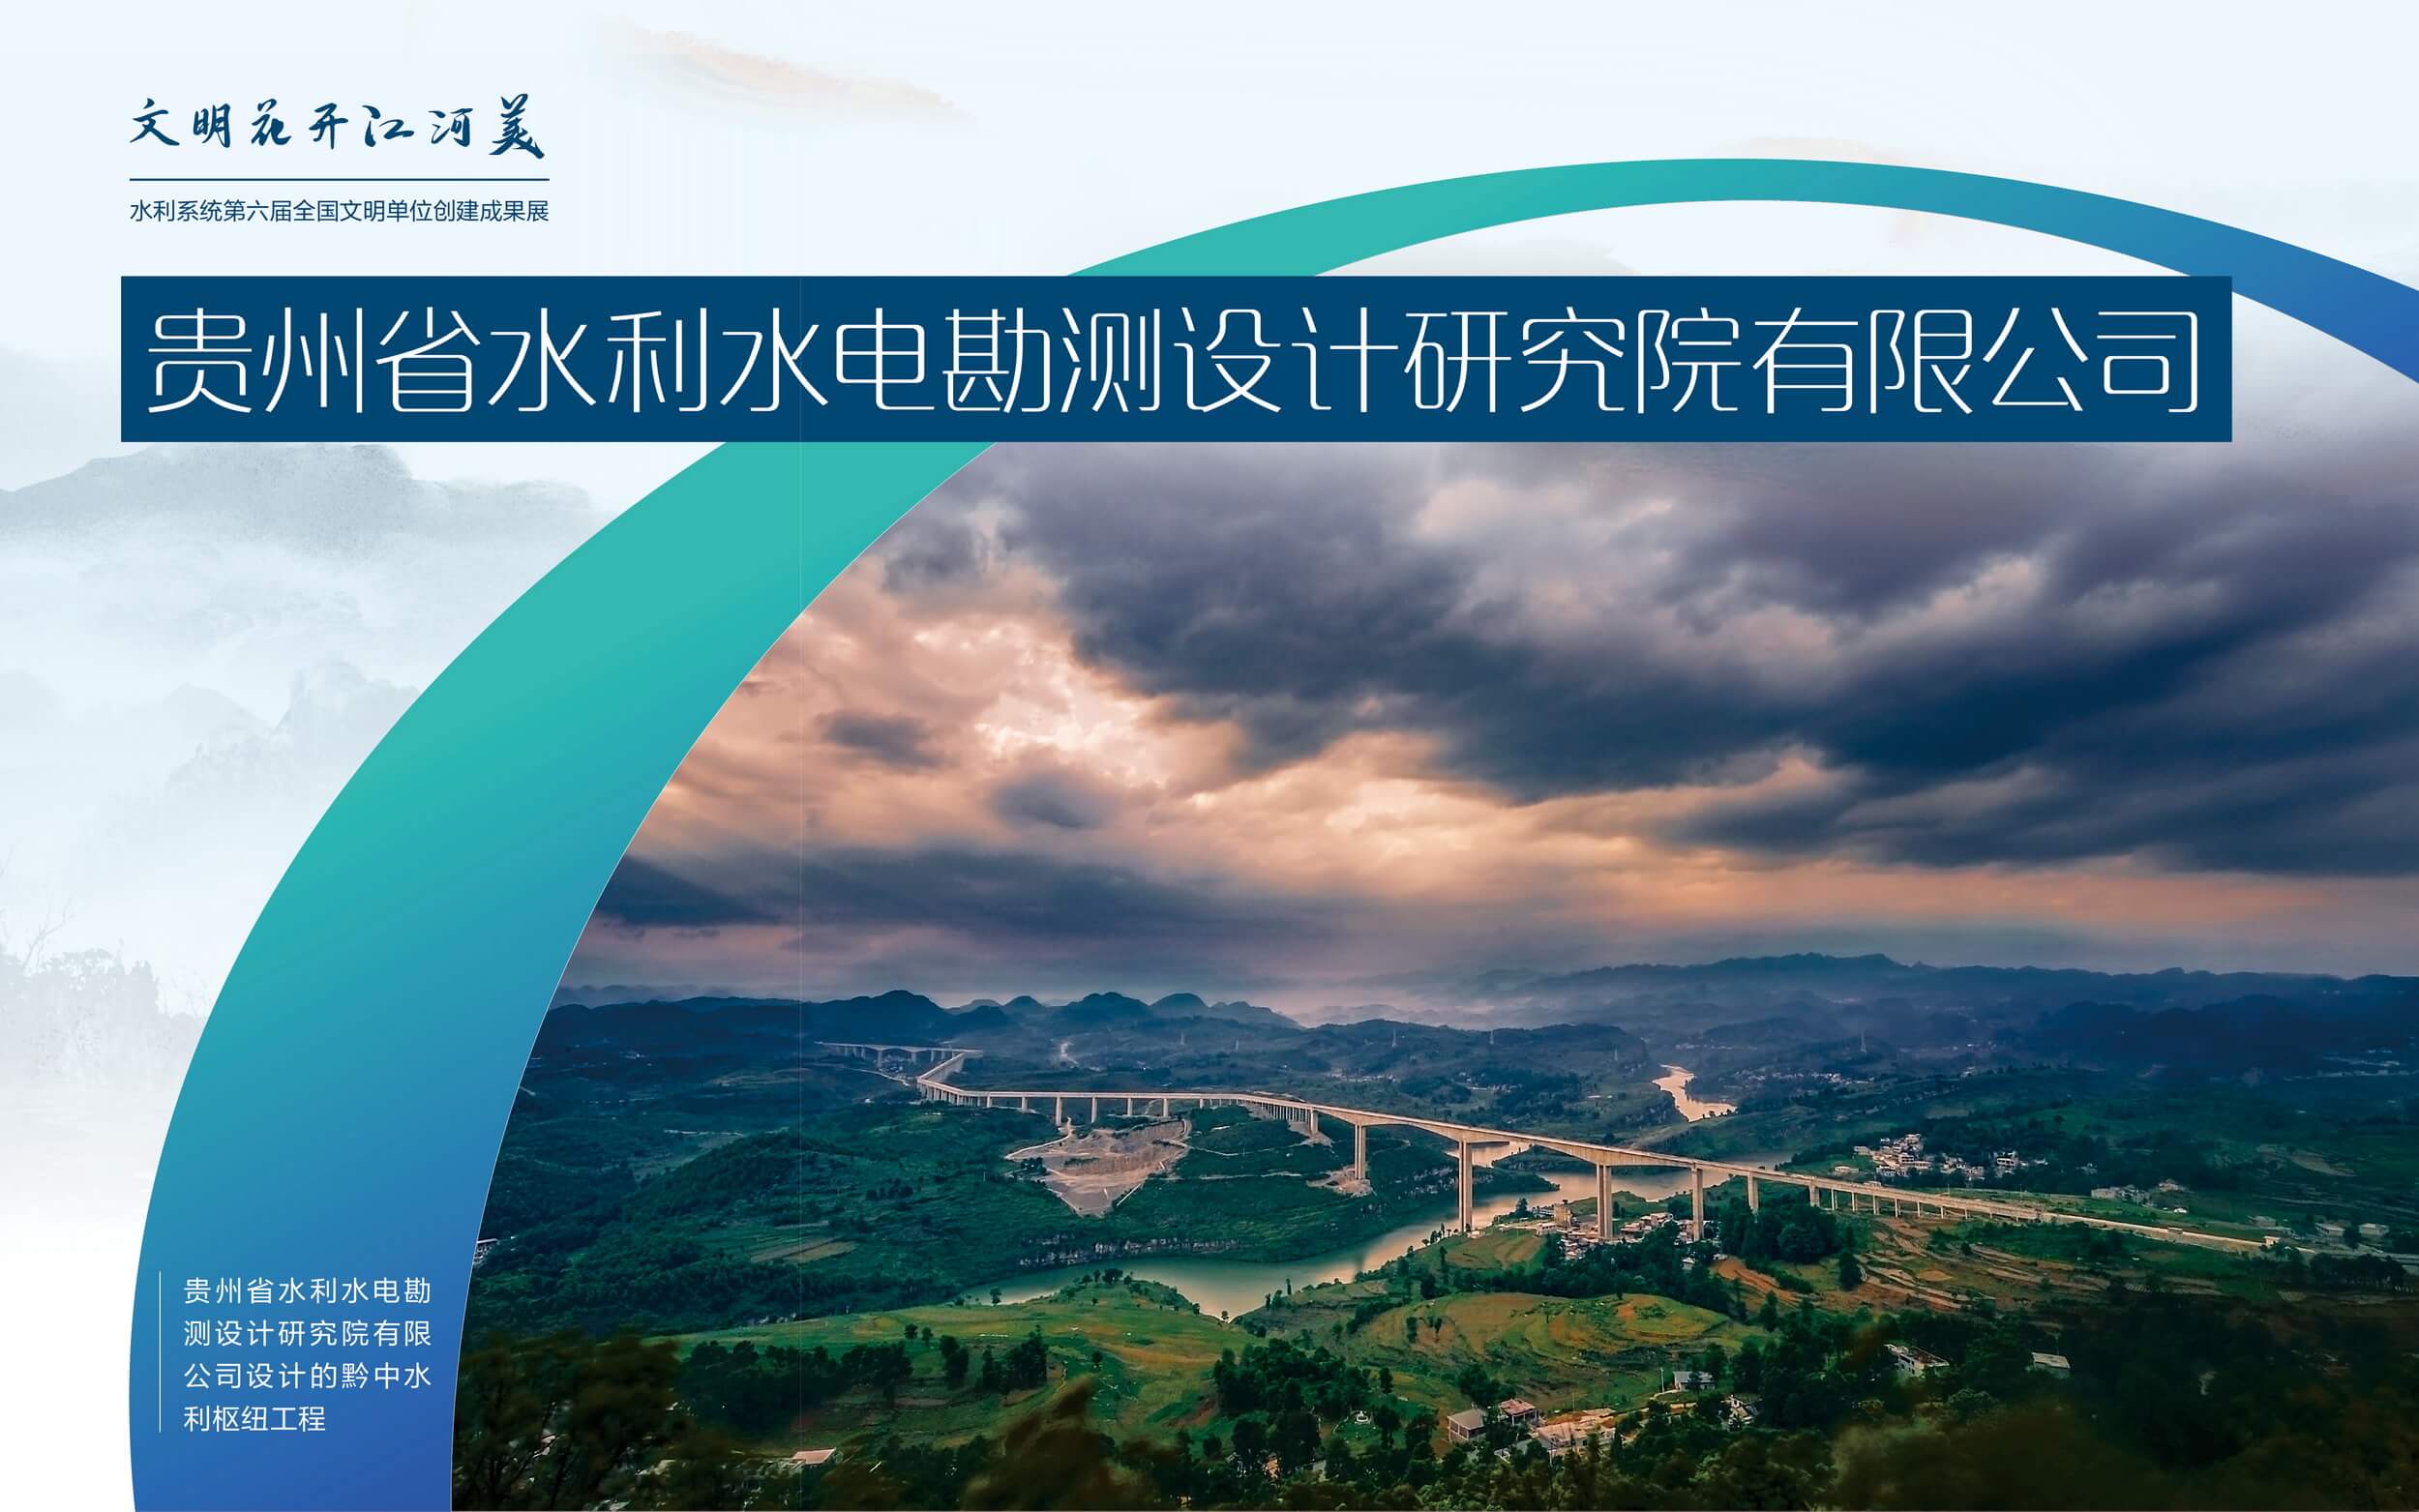 文明花开江河美
水利系统第六届全国文明单位创建成果展
贵州省水利水电勘测设计研究院有限公司
贵州省水利水电勘
测设计研究院有限
公司设计的黔中水
利枢纽工程